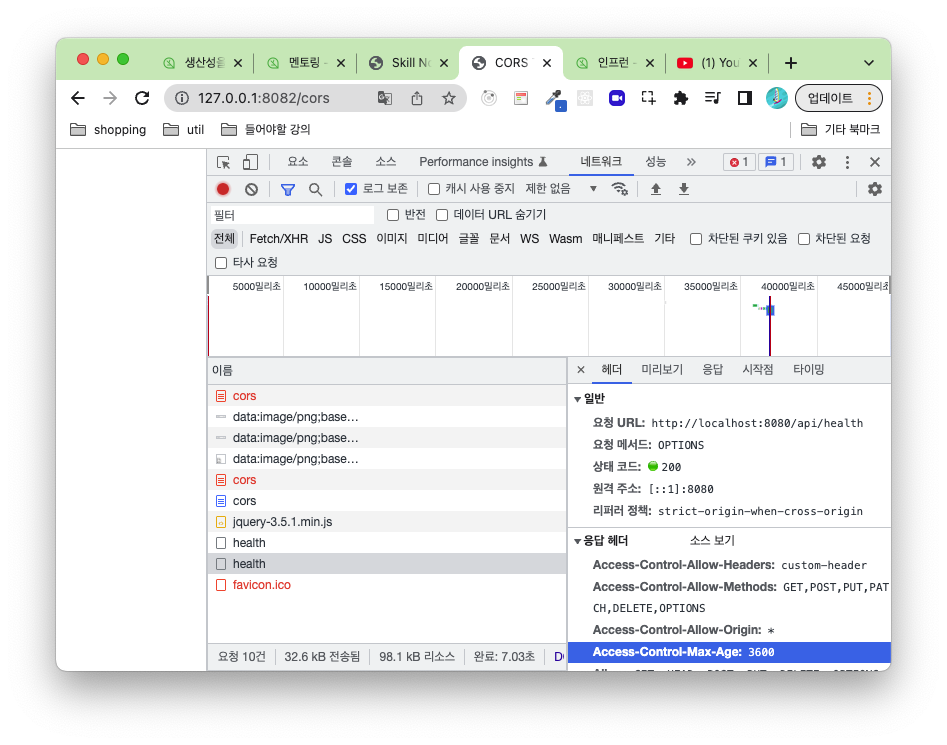 생산성을
멘토링 -
Skill No
CORS
인프런 -
(1) You
127.0.0.1:8082/cors
업데이트
shopping
util
들어야할 강의
기타 북마크
요소 콘솔 소스 Performance insights 네트워크 성능 » 1 1
로그 보존 캐시 사용 중지 제한 없음
필터 반전 데이터 URL 숨기기
전체 Fetch/XHR JS CSS 이미지 미디어 글꼴 문서 WS Wasm 매니페스트 기타 차단된 쿠키 있음 차단된 요청
타사 요청
5000밀리초 10000밀리초 15000밀리초 20000밀리초 25000밀리초 30000밀리초 35000밀리초 40000밀리초 45000밀리초
이름
cors
data:image/png;base…
data:image/png;base…
data:image/png;base…
cors
cors
jquery-3.5.1.min.js
health
health
favicon.ico
요청 10건 32.6 kB 전송됨 98.1 kB 리소스 완료: 7.03초
헤더 미리보기 응답 시작점 타이밍
일반
요청 URL: http://localhost:8080/api/health
요청 메서드: OPTIONS
상태 코드: 200
원격 주소: [::1]:8080
리퍼러 정책: strict-origin-when-cross-origin
응답 헤더 소스 보기
Access-Control-Allow-Headers: custom-header
Access-Control-Allow-Methods: GET,POST,PUT,PAT
CH,DELETE,OPTIONS
Access-Control-Allow-Origin: *
Access-Control-Max-Age: 3600